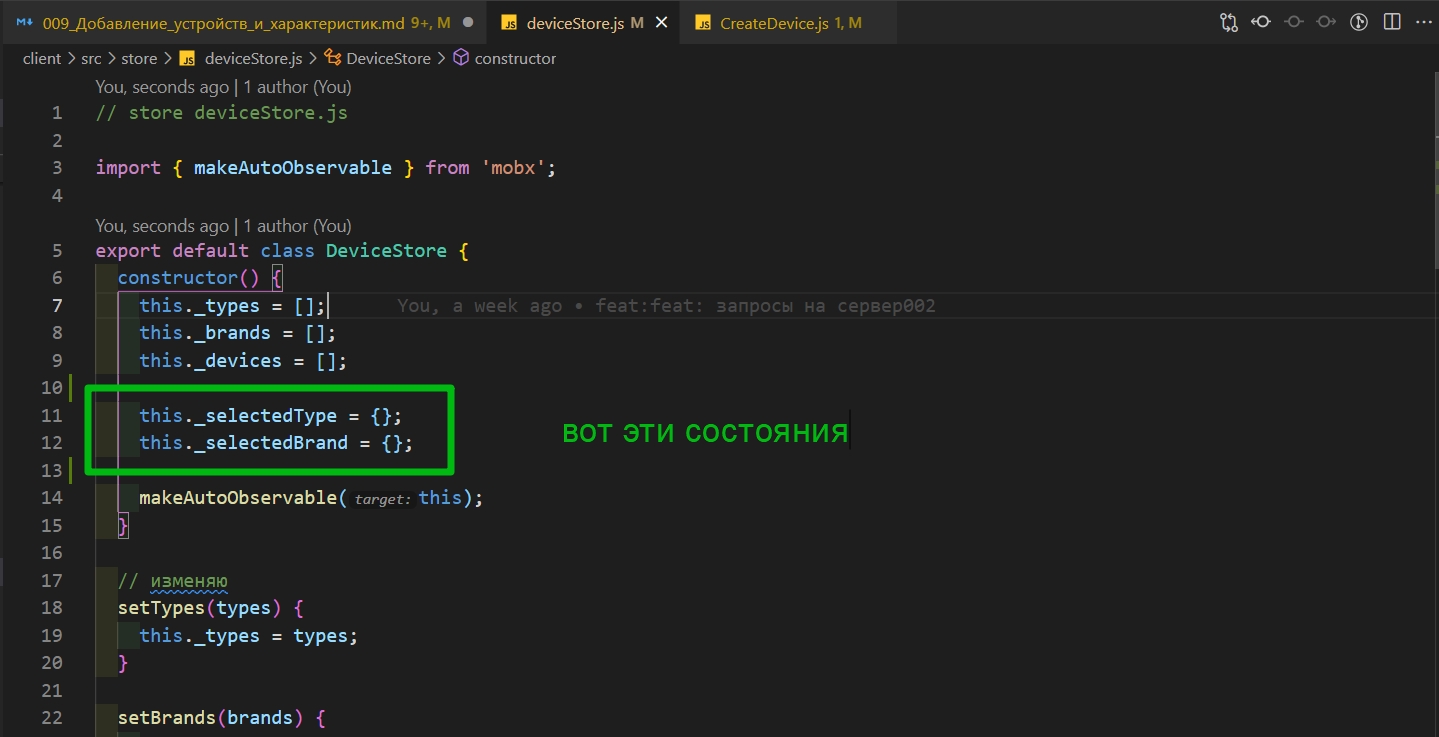 009_Добавление_устройств_и_характеристик.md 9+, M
JS deviceStore.js M
JS CreateDevice.js 1, M
client > src > store > JS deviceStore.js > DeviceStore > constructor
You, seconds ago | 1 author (You)
1 // store deviceStore.js
2
3 import { makeAutoObservable } from 'mobx';
4
You, seconds ago | 1 author (You)
5 export default class DeviceStore {
6 constructor() {
7 this._types = []; You, a week ago • feat:feat: запросы на сервер002
8 this._brands = [];
9 this._devices = [];
10
11 this._selectedType = {};
12 this._selectedBrand = {};
вот эти состояния
13
14 makeAutoObservable( target: this);
15 }
16
17 // изменяю
18 setTypes(types) {
19 this._types = types;
20 }
21
22 setBrands(brands) {